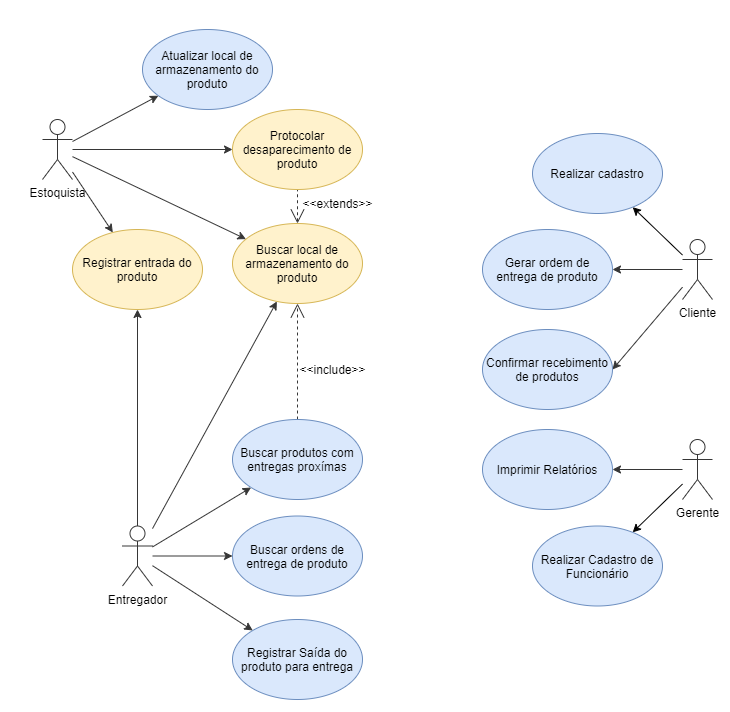 Atualizar local de
armazenamento do
produto
Protocolar
desaparecimento de
produto
Estoquista
<<extends>>
Registrar entrada do
produto
Buscar local de
armazenamento do
produto
<<include>>
Buscar produtos com
entregas proxímas
Buscar ordens de
entrega de produto
Entregador
Registrar Saída do
produto para entrega
Realizar cadastro
Gerar ordem de
entrega de produto
Cliente
Confirmar recebimento
de produtos
Imprimir Relatórios
Gerente
Realizar Cadastro de
Funcionário